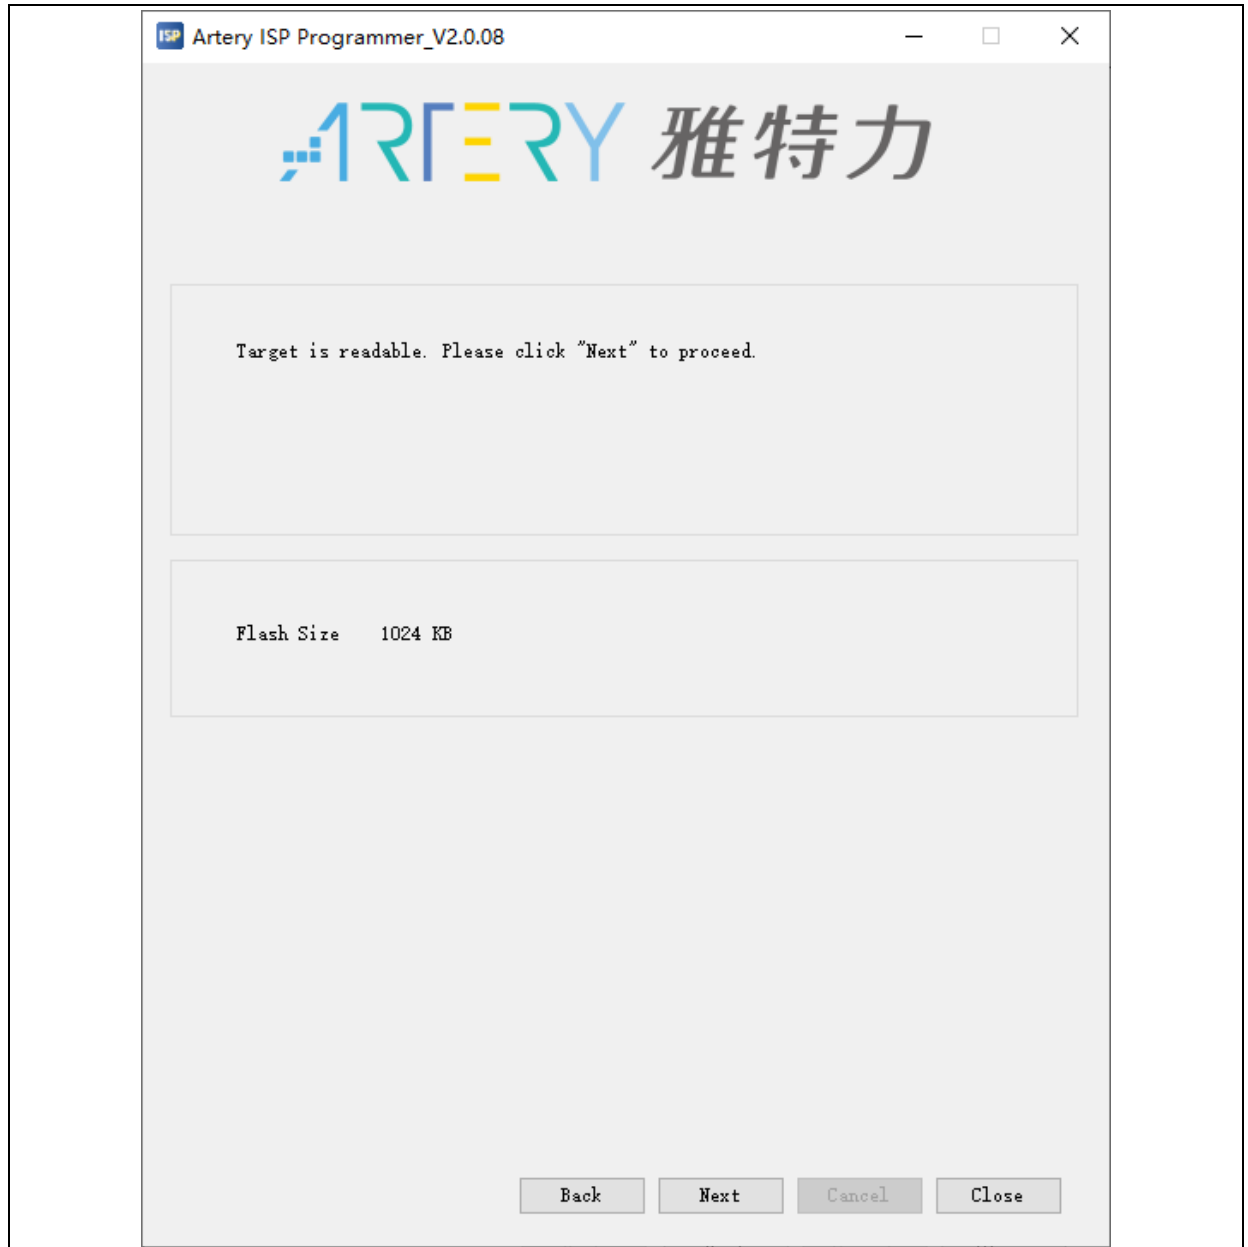 ISP Artery ISP Programmer_V2.0.08
ARTERY 雅特力
Target is readable. Please click "Next" to proceed.
Flash Size 1024 KB
Back Next Cancel Close